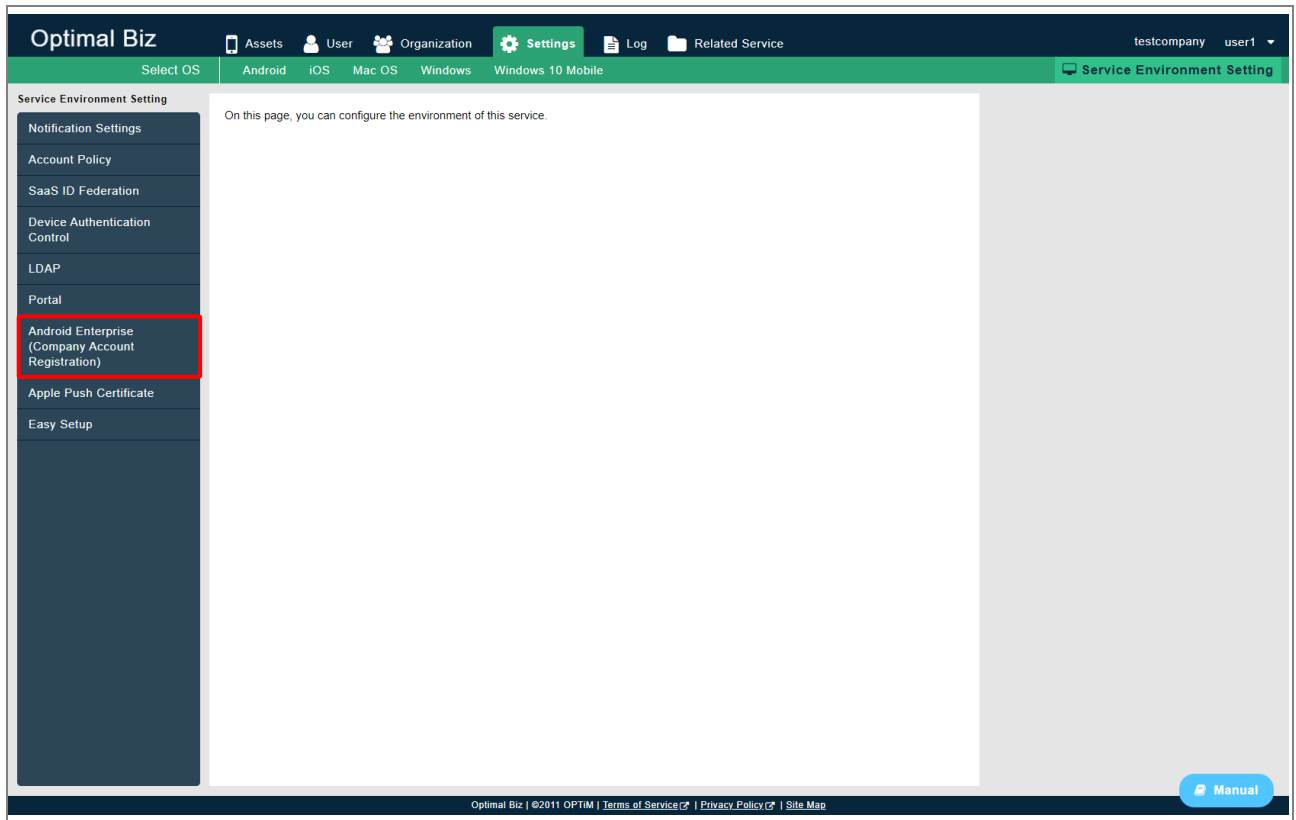 Optimal Biz
Assets User Organization Settings Log Related Service testcompany user1
Select OS Android iOS Mac OS Windows Windows 10 Mobile Service Environment Setting
Service Environment Setting
On this page, you can configure the environment of this service.
Notification Settings
Account Policy
SaaS ID Federation
Device Authentication
Control
LDAP
Portal
Android Enterprise
(Company Account
Registration)
Apple Push Certificate
Easy Setup
Manual
Optimal Biz | ©2011 OPTiM | Terms of Service | Privacy Policy | Site Map